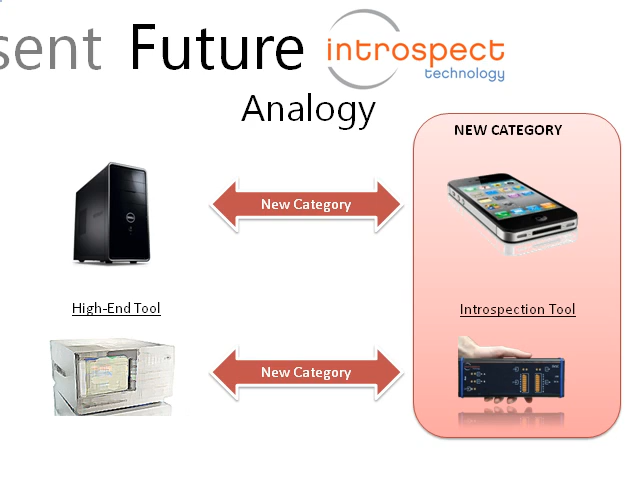 sent Future
introspect
technology
Analogy
NEW CATEGORY
New Category
High-End Tool
Introspection Tool
New Category